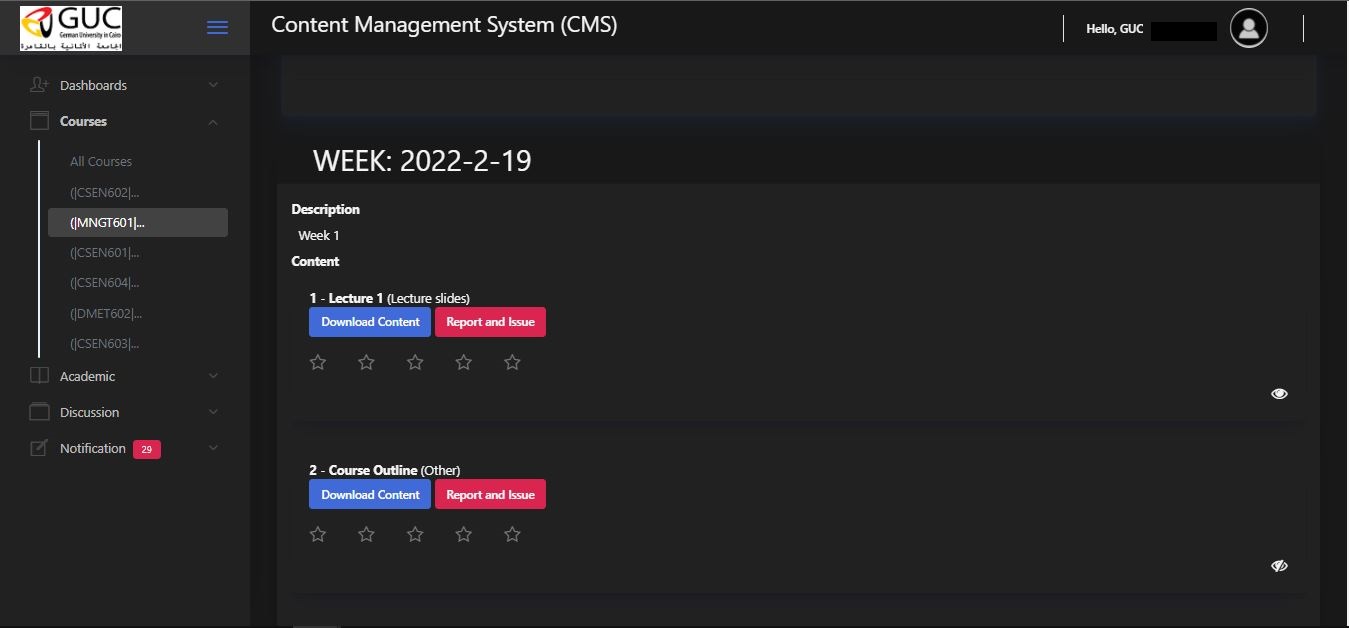 GUC
German University in Cairo
الجامعة الألمانية بالقاهرة
Content Management System (CMS)
Hello, GUC
Dashboards
Courses
All Courses
(|CSEN602|...
(|MNGT601|...
(|CSEN601|...
(|CSEN604|...
(|DMET602|...
(|CSEN603|...
Academic
Discussion
Notification 29
WEEK: 2022-2-19
Description
Week 1
Content
1 - Lecture 1 (Lecture slides)
Download Content Report and Issue
2 - Course Outline (Other)
Download Content Report and Issue